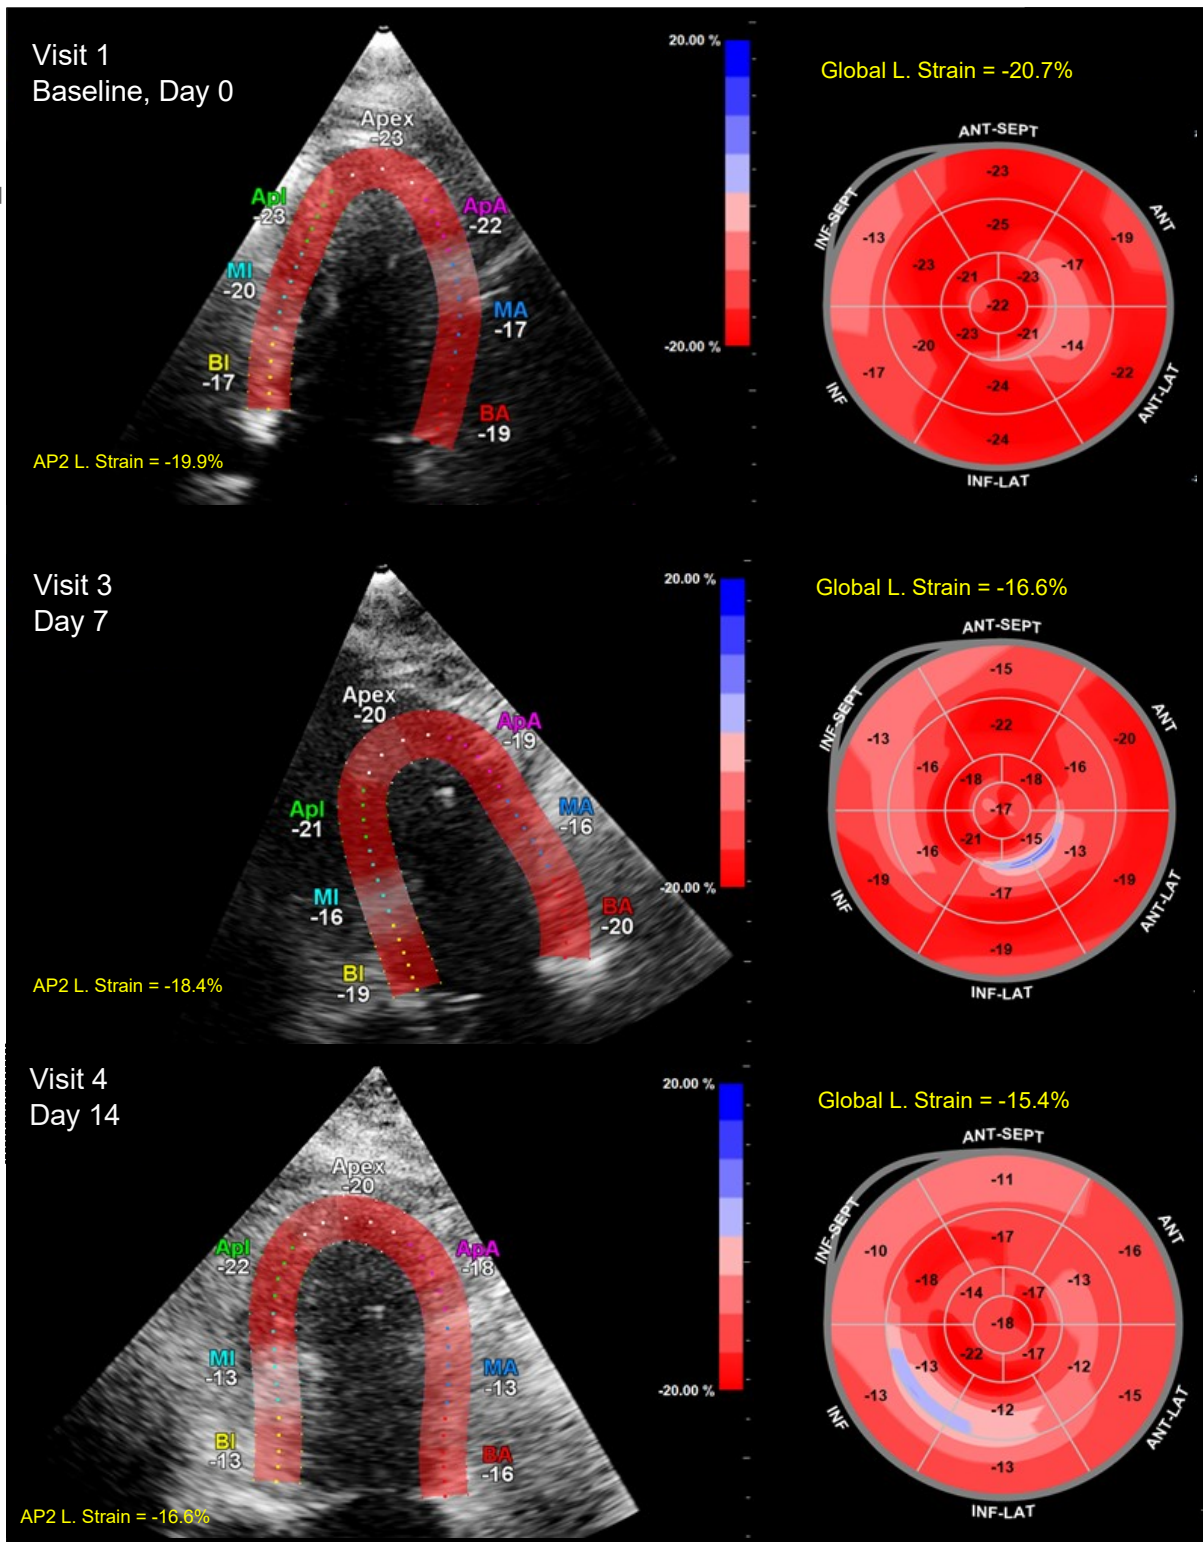 Visit 1
Baseline, Day 0
Apex
-23
ApI
-23
ApA
-22
MI
-20
MA
-17
BI
-17
BA
-19
AP2 L. Strain = -19.9%
20.00 %
-20.00 %
Global L. Strain = -20.7%
ANT-SEPT
INF-SEPT
ANT
-23
-13
-19
-25
-23
-17
-21
-23
-22
-23
-21
-20
-14
-17
-22
-24
-24
INF
ANT-LAT
INF-LAT
Visit 3
Day 7
Apex
-20
ApA
-19
ApI
-21
MA
-16
MI
-16
BA
-20
BI
-19
AP2 L. Strain = -18.4%
20.00 %
-20.00 %
Global L. Strain = -16.6%
ANT-SEPT
INF-SEPT
ANT
-15
-13
-20
-22
-16
-16
-18
-18
-17
-21
-15
-16
-13
-19
-19
-17
-19
INF
ANT-LAT
INF-LAT
Visit 4
Day 14
Apex
-20
ApI
-22
ApA
-18
MI
-13
MA
-13
BI
-13
BA
-16
AP2 L. Strain = -16.6%
20.00 %
-20.00 %
Global L. Strain = -15.4%
ANT-SEPT
INF-SEPT
ANT
-11
-10
-16
-17
-18
-13
-14
-17
-18
-22
-17
-13
-12
-13
-15
-12
-13
INF
ANT-LAT
INF-LAT